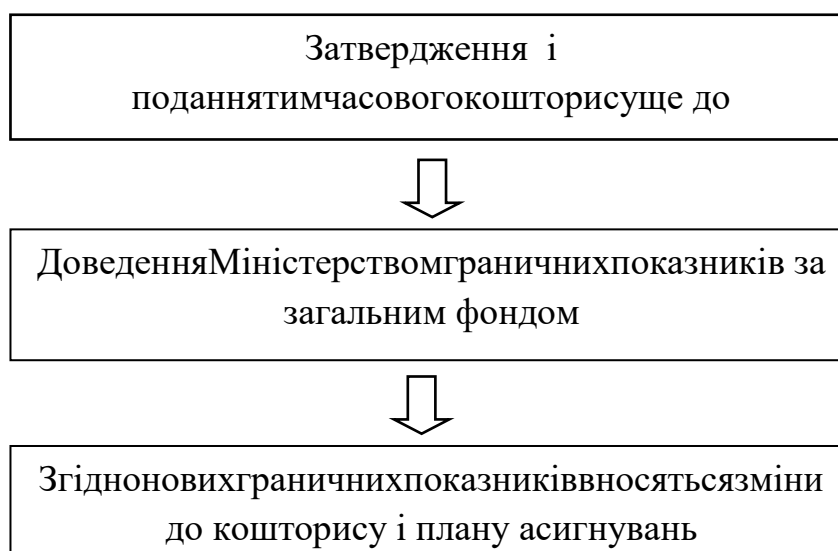 Затвердження і
поданнятимчасовогокошторисуще до
ДоведенняМіністерствомграничнихпоказників за
загальним фондом
Згідноновихграничнихпоказниківвносятьсязміни
до кошторису і плану асигнувань